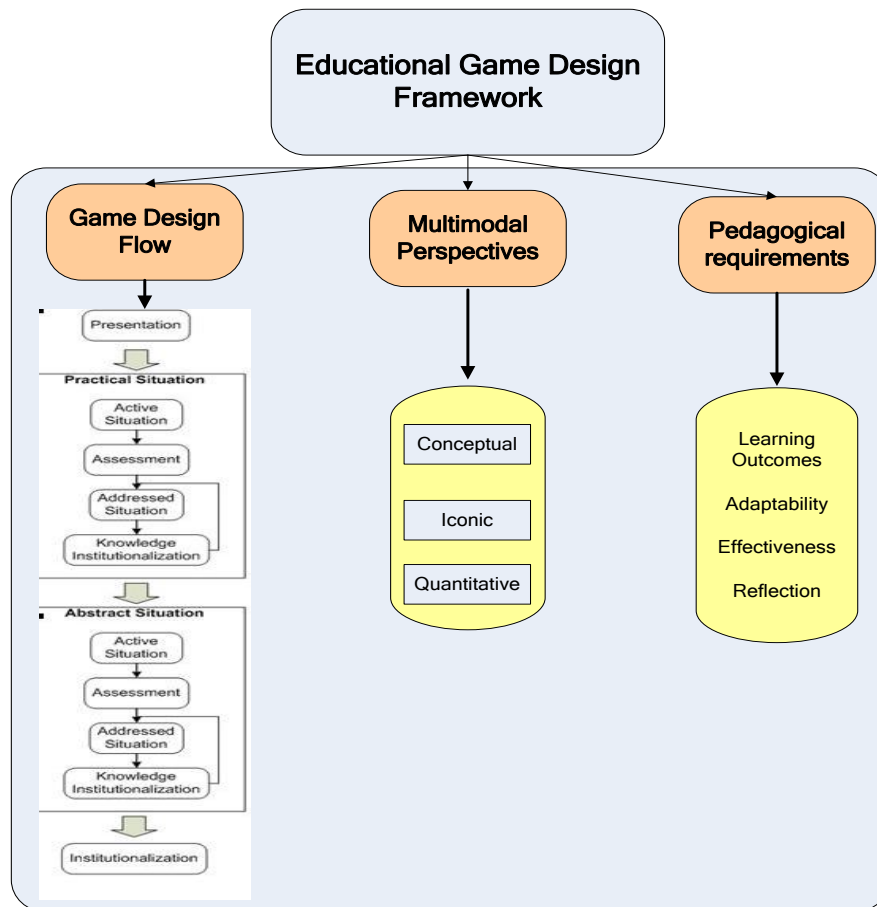 Educational Game Design
Framework
Game Design
Flow
Presentation
Practical Situation
Active
Situation
Assessment
Addressed
Situation
Knowledge
Institutionalization
Abstract Situation
Active
Situation
Assessment
Addressed
Situation
Knowledge
Institutionalization
Institutionalization
Multimodal
Perspectives
Conceptual
Iconic
Quantitative
Pedagogical
requirements
Learning
Outcomes
Adaptability
Effectiveness
Reflection